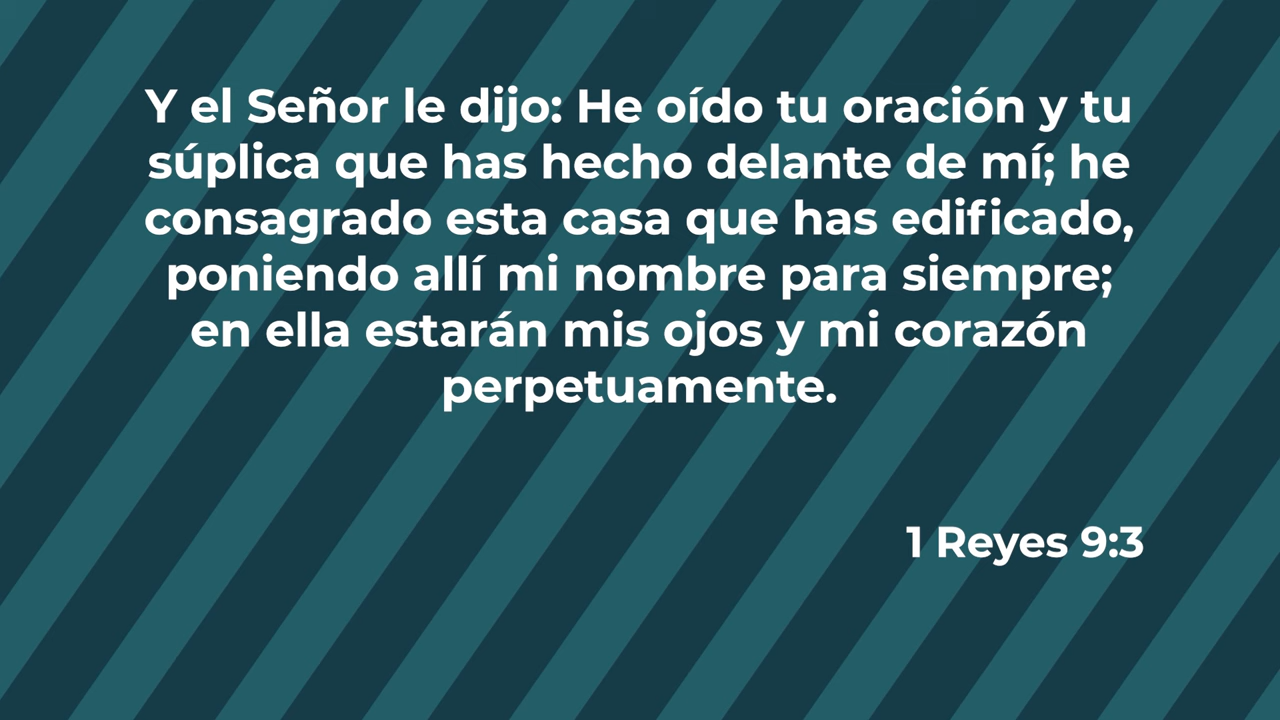 Y el Señor le dijo: He oído tu oración y tu
súplica que has hecho delante de mí; he
consagrado esta casa que has edificado,
poniendo allí mi nombre para siempre;
en ella estarán mis ojos y mi corazón
perpetuamente.
1 Reyes 9:3